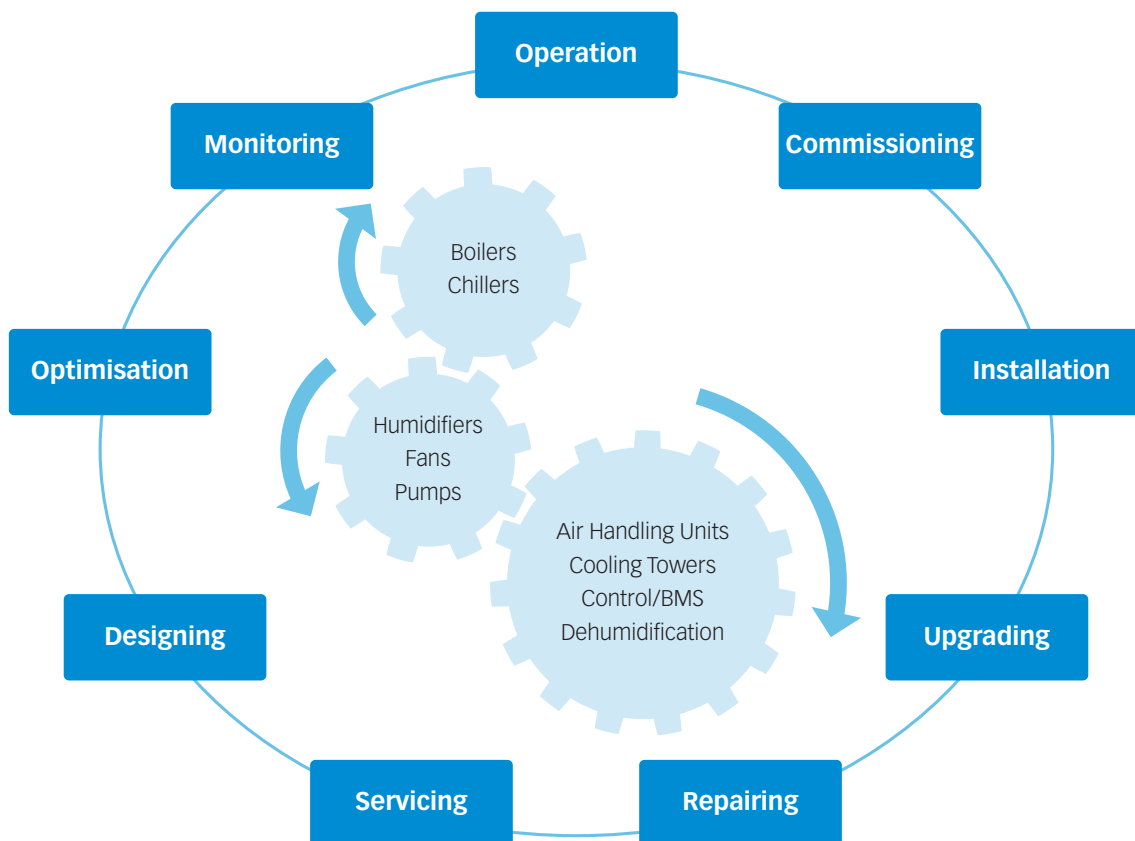 Operation
Monitoring
Commissioning
Boilers
Chillers
Optimisation
Installation
Humidifiers
Fans
Pumps
Air Handling Units
Cooling Towers
Control/BMS
Dehumidification
Designing
Upgrading
Servicing
Repairing